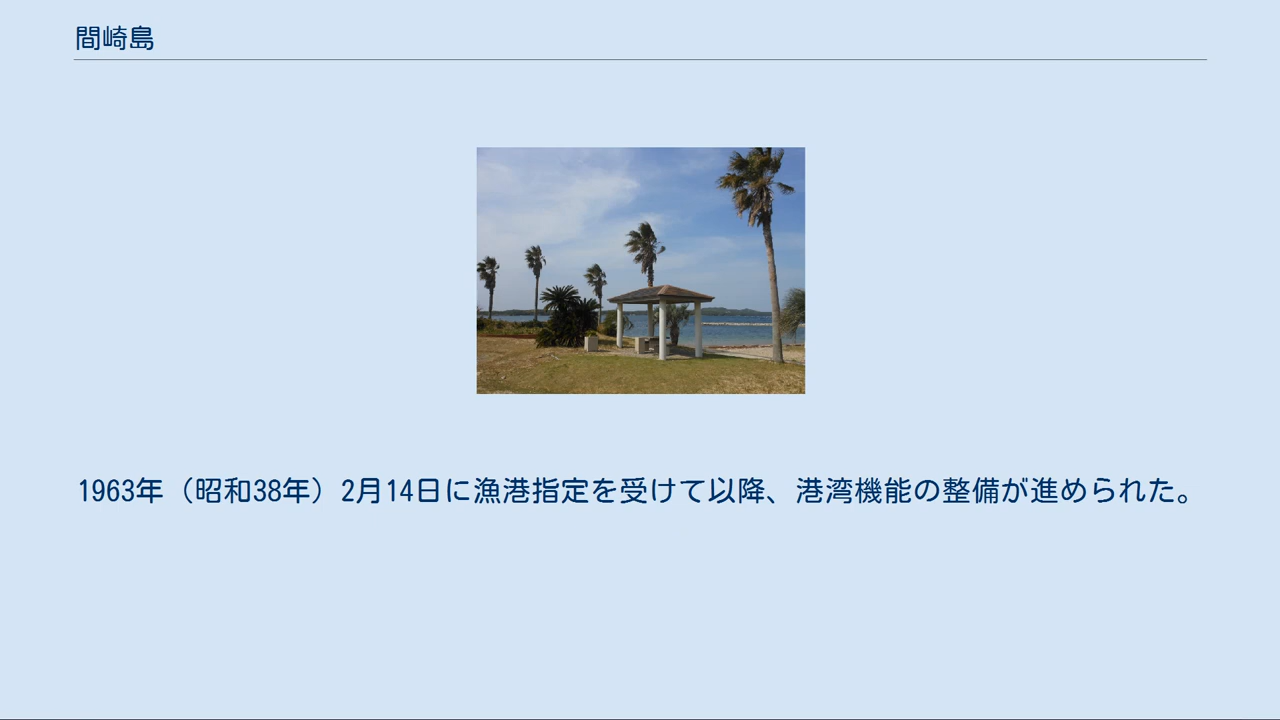 間崎島
1963年（昭和38年）2月14日に漁港指定を受けて以降、港湾機能の整備が進められた。